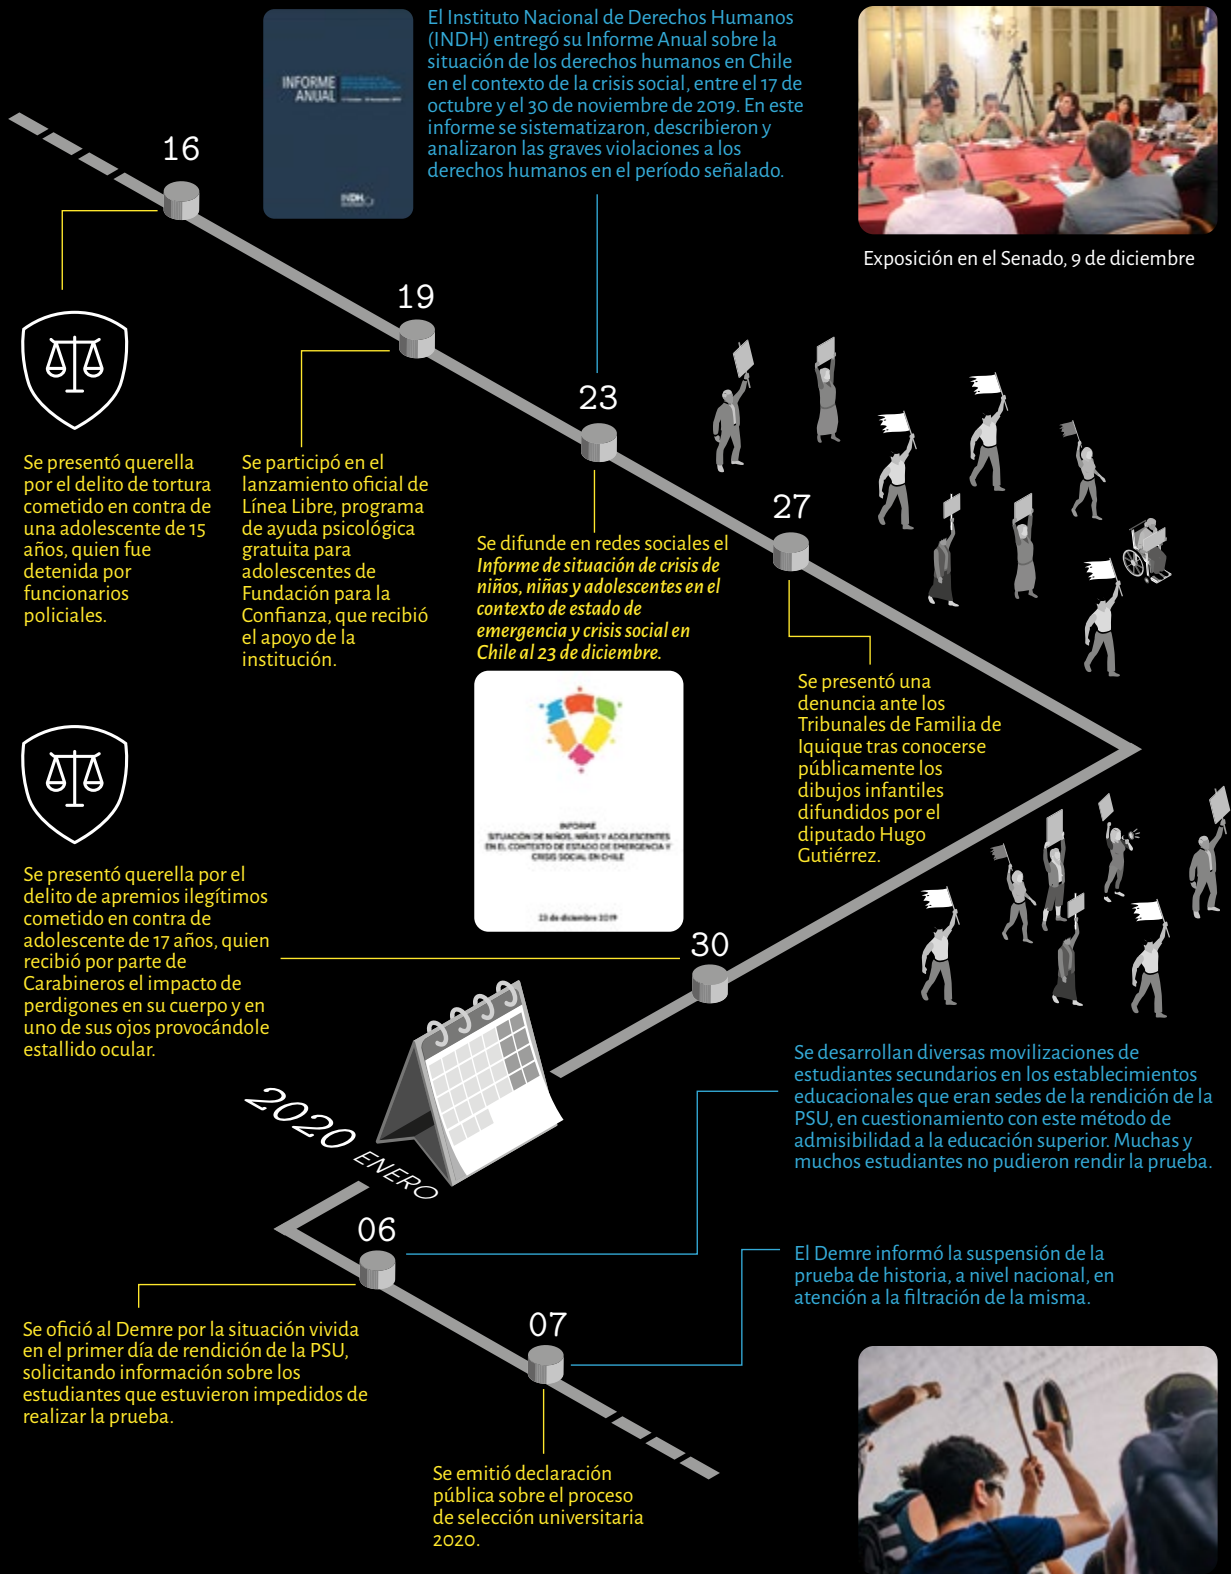 INFORME
ANUAL
INDH
El Instituto Nacional de Derechos Humanos
(INDH) entregó su Informe Anual sobre la
situación de los derechos humanos en Chile
en el contexto de la crisis social, entre el 17 de
octubre y el 30 de noviembre de 2019. En este
informe se sistematizaron, describieron y
analizaron las graves violaciones a los
derechos humanos en el período señalado.
Exposición en el Senado, 9 de diciembre
16
Se presentó querella
por el delito de tortura
cometido en contra de
una adolescente de 15
años, quien fue
detenida por
funcionarios
policiales.
19
Se participó en el
lanzamiento oficial de
Línea Libre, programa
de ayuda psicológica
gratuita para
adolescentes de
Fundación para la
Confianza, que recibió
el apoyo de la
institución.
23
Se difunde en redes sociales el
Informe de situación de crisis de
niños, niñas y adolescentes en el
contexto de estado de
emergencia y crisis social en
Chile al 23 de diciembre.
INFORME
SITUACIÓN DE NIÑOS, NIÑAS Y ADOLESCENTES
EN EL CONTEXTO DE ESTADO DE EMERGENCIA Y
CRISIS SOCIAL EN CHILE
23 de diciembre 2019
27
Se presentó una
denuncia ante los
Tribunales de Familia de
Iquique tras conocerse
públicamente los
dibujos infantiles
difundidos por el
diputado Hugo
Gutiérrez.
30
Se presentó querella por el
delito de apremios ilegítimos
cometido en contra de
adolescente de 17 años, quien
recibió por parte de
Carabineros el impacto de
perdigones en su cuerpo y en
uno de sus ojos provocándole
estallido ocular.
2020
ENERO
06
Se desarrollan diversas movilizaciones de
estudiantes secundarios en los establecimientos
educacionales que eran sedes de la rendición de la
PSU, en cuestionamiento con este método de
admisibilidad a la educación superior. Muchas y
muchos estudiantes no pudieron rendir la prueba.
Se ofició al Demre por la situación vivida
en el primer día de rendición de la PSU,
solicitando información sobre los
estudiantes que estuvieron impedidos de
realizar la prueba.
07
El Demre informó la suspensión de la
prueba de historia, a nivel nacional, en
atención a la filtración de la misma.
Se emitió declaración
pública sobre el proceso
de selección universitaria
2020.